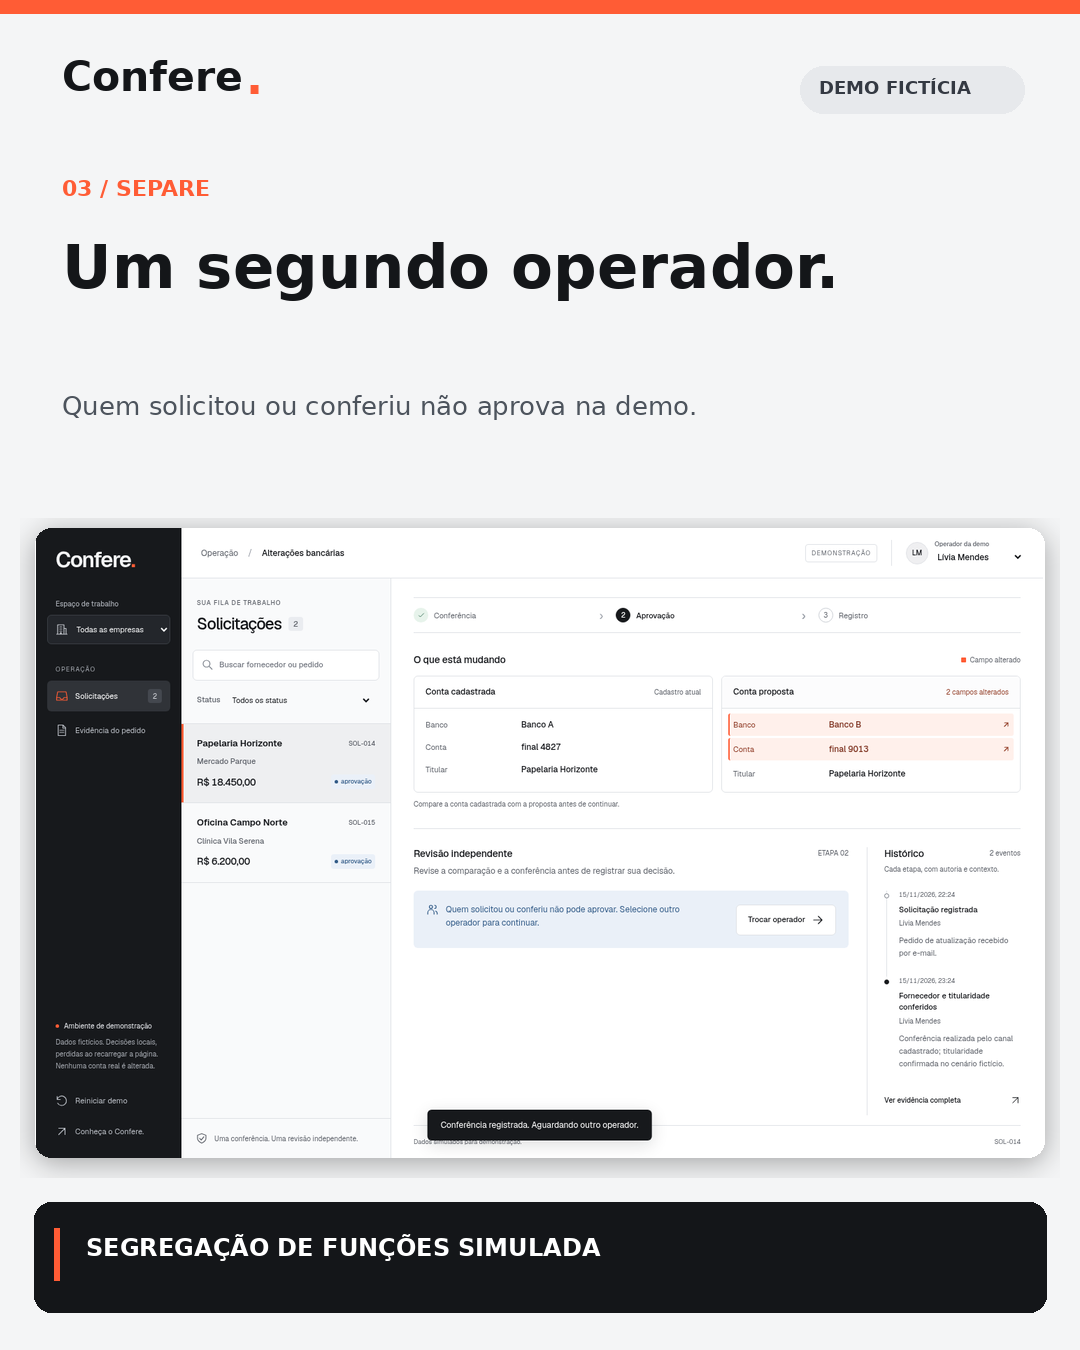 Confere.
DEMO FICTÍCIA
03 / SEPARE
Um segundo operador.
Quem solicitou ou conferiu não aprova na demo.
Confere.
Espaço de trabalho
Todas as empresas
OPERAÇÃO
Solicitações 2
Evidência do pedido
Ambiente de demonstração
Dados fictícios. Decisões locais,
perdidas ao recarregar a página.
Nenhuma conta real é alterada.
Reiniciar demo
Conheça o Confere.
Operação / Alterações bancárias
DEMONSTRAÇÃO
LM
Operador da demo
Lívia Mendes
SUA FILA DE TRABALHO
Solicitações 2
Buscar fornecedor ou pedido
Status Todos os status
Papelaria Horizonte SOL-014
Mercado Parque
R$ 18.450,00 aprovação
Oficina Campo Norte SOL-015
Clínica Vila Serena
R$ 6.200,00 aprovação
Uma conferência. Uma revisão independente.
Conferência
2 Aprovação
3 Registro
O que está mudando
Campo alterado
Conta cadastrada Cadastro atual
Banco Banco A
Conta final 4827
Titular Papelaria Horizonte
Conta proposta 2 campos alterados
Banco Banco B
Conta final 9013
Titular Papelaria Horizonte
Compare a conta cadastrada com a proposta antes de continuar.
Revisão independente ETAPA 02
Revise a comparação e a conferência antes de registrar sua decisão.
Quem solicitou ou conferiu não pode aprovar. Selecione outro
operador para continuar.
Trocar operador
Histórico 2 eventos
Cada etapa, com autoria e contexto.
15/11/2026, 22:24
Solicitação registrada
Lívia Mendes
Pedido de atualização recebido
por e-mail.
15/11/2026, 23:24
Fornecedor e titularidade
conferidos
Lívia Mendes
Conferência realizada pelo canal
cadastrado; titularidade
confirmada no cenário fictício.
Ver evidência completa
Conferência registrada. Aguardando outro operador.
Dados simulados para demonstração.
SOL-014
SEGREGAÇÃO DE FUNÇÕES SIMULADA